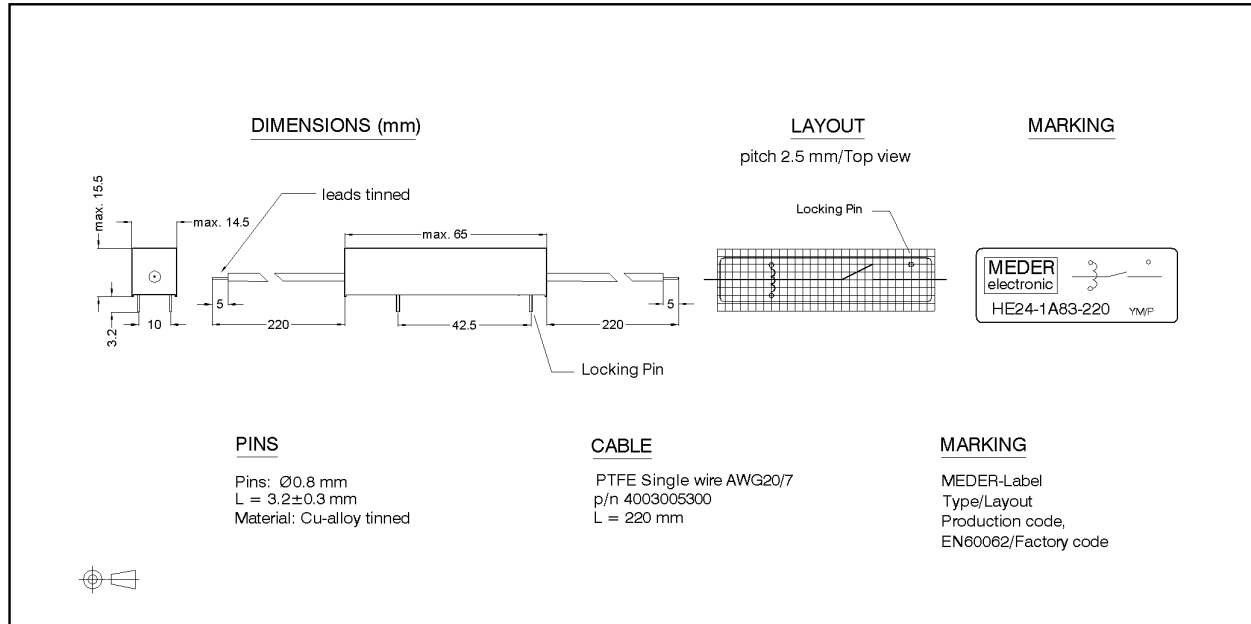 DIMENSIONS (mm)
LAYOUT
MARKING
pitch 2.5 mm/Top view
leads tinned
Locking Pin
max. 15.5
max. 14.5
max. 65
5
220
3.2
10
42.5
5
220
Locking Pin
MEDER
electronic
HE24-1A83-220 YM/P
PINS
Pins: Ø0.8 mm
L = 3.2±0.3 mm
Material: Cu-alloy tinned
CABLE
PTFE Single wire AWG20/7
p/n 4003005300
L = 220 mm
MARKING
MEDER-Label
Type/Layout
Production code,
EN60062/Factory code